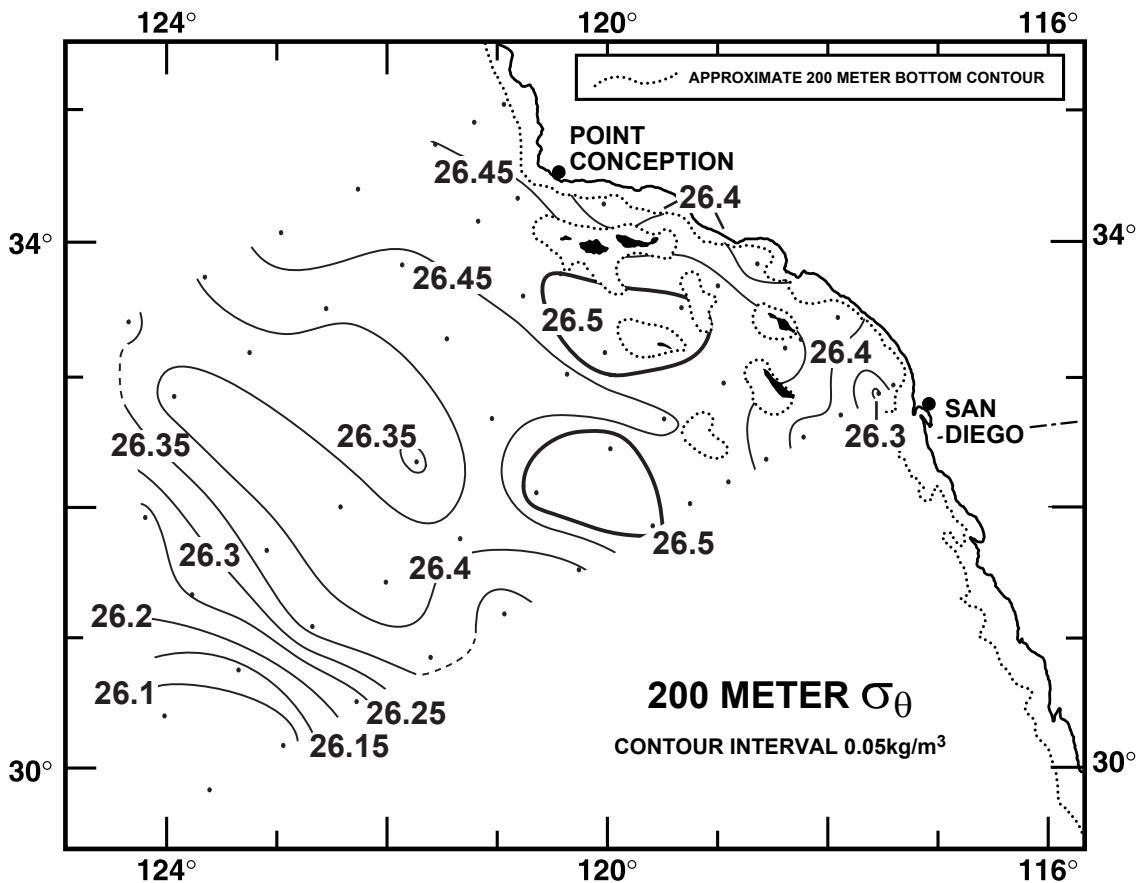 124° 120° 116°
APPROXIMATE 200 METER BOTTOM CONTOUR
POINT
CONCEPTION
26.45
26.4
34° 34°
26.45
26.5
26.4
SAN
DIEGO
26.35 26.35 26.3
26.3 26.4 26.5
26.2
26.1 26.25
26.15
200 METER σθ
CONTOUR INTERVAL 0.05kg/m³
30° 30°
124° 120° 116°